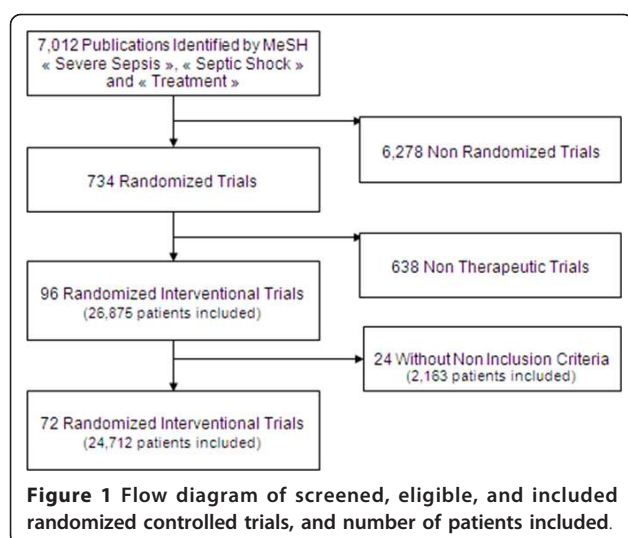 7,012 Publications Identified by MeSH
« Severe Sepsis », « Septic Shock »
and « Treatment »
6,278 Non Randomized Trials
734 Randomized Trials
638 Non Therapeutic Trials
96 Randomized Interventional Trials
(26,875 patients included)
24 Without Non Inclusion Criteria
(2,163 patients included)
72 Randomized Interventional Trials
(24,712 patients included)
Figure 1 Flow diagram of screened, eligible, and included
randomized controlled trials, and number of patients included.